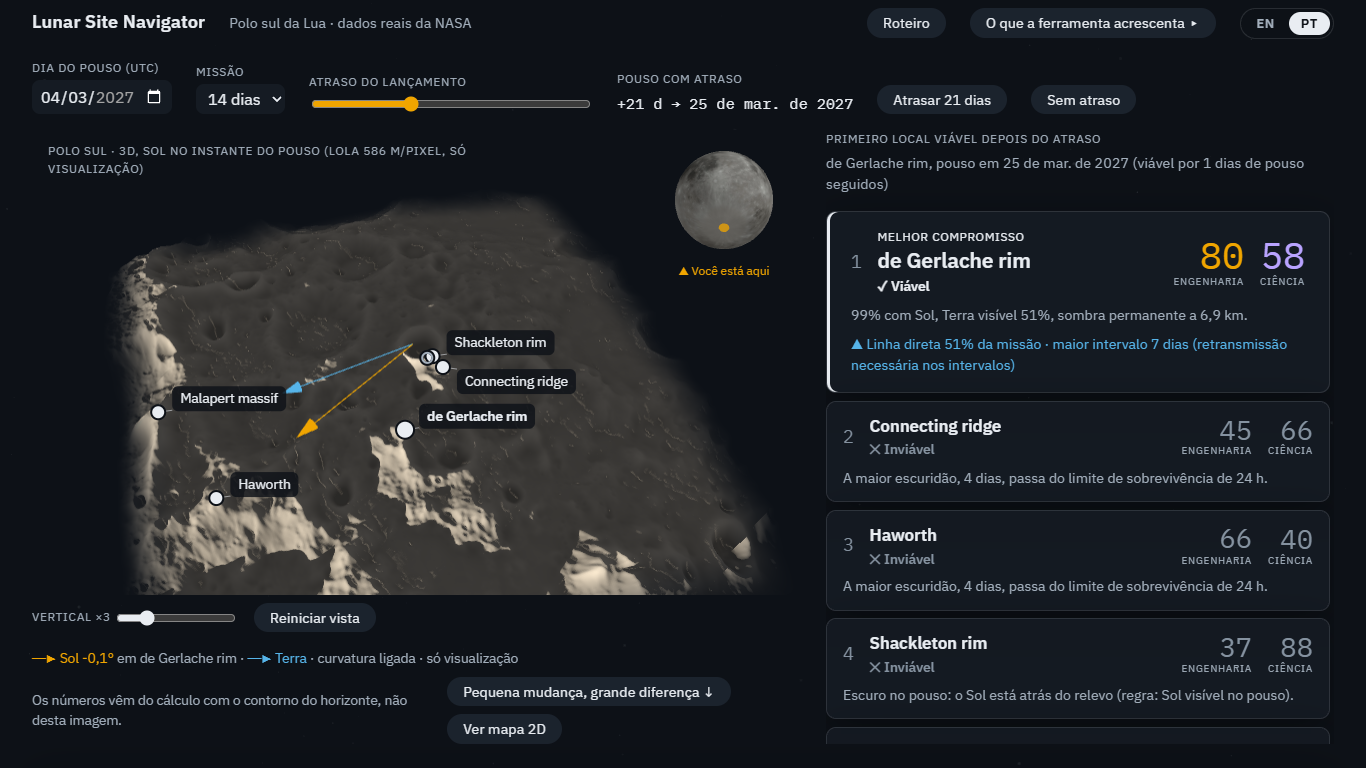 Lunar Site Navigator
Polo sul da Lua · dados reais da NASA
Roteiro
O que a ferramenta acrescenta ▸
EN
PT
DIA DO POUSO (UTC)
04/03/2027
MISSÃO
14 dias
ATRASO DO LANÇAMENTO
POUSO COM ATRASO
+21 d → 25 de mar. de 2027
Atrasar 21 dias
Sem atraso
POLO SUL · 3D, SOL NO INSTANTE DO POUSO (LOLA 586 M/PIXEL, SÓ
VISUALIZAÇÃO)
▲ Você está aqui
Shackleton rim
Connecting ridge
Malapert massif
de Gerlache rim
Haworth
VERTICAL ×3
Reiniciar vista
Sol -0,1° em de Gerlache rim · Terra · curvatura ligada · só visualização
Os números vêm do cálculo com o contorno do horizonte, não
desta imagem.
Pequena mudança, grande diferença ↓
Ver mapa 2D
PRIMEIRO LOCAL VIÁVEL DEPOIS DO ATRASO
de Gerlache rim, pouso em 25 de mar. de 2027 (viável por 1 dias de pouso
seguidos)
MELHOR COMPROMISSO
1
de Gerlache rim
✓ Viável
80
ENGENHARIA
58
CIÊNCIA
99% com Sol, Terra visível 51%, sombra permanente a 6,9 km.
▲ Linha direta 51% da missão · maior intervalo 7 dias (retransmissão
necessária nos intervalos)
2
Connecting ridge
✕ Inviável
45
ENGENHARIA
66
CIÊNCIA
A maior escuridão, 4 dias, passa do limite de sobrevivência de 24 h.
3
Haworth
✕ Inviável
66
ENGENHARIA
40
CIÊNCIA
A maior escuridão, 4 dias, passa do limite de sobrevivência de 24 h.
4
Shackleton rim
✕ Inviável
37
ENGENHARIA
88
CIÊNCIA
Escuro no pouso: o Sol está atrás do relevo (regra: Sol visível no pouso).